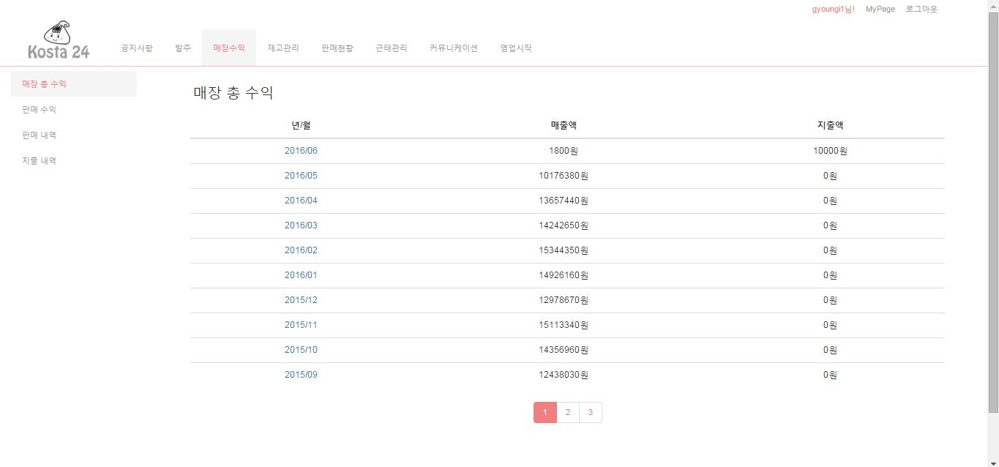 gyoungi1님! MyPage 로그아웃
Kosta 24
공지사항 발주 매장수익 재고관리 판매현황 근태관리 커뮤니케이션 영업시작
매장 총 수익
판매 수익
판매 내역
지출 내역
매장 총 수익
년/월 매출액 지출액
2016/06 1800원 10000원
2016/05 10176380원 0원
2016/04 13657440원 0원
2016/03 14242650원 0원
2016/02 15344350원 0원
2016/01 14926160원 0원
2015/12 12978670원 0원
2015/11 15113340원 0원
2015/10 14356960원 0원
2015/09 12438030원 0원
1 2 3